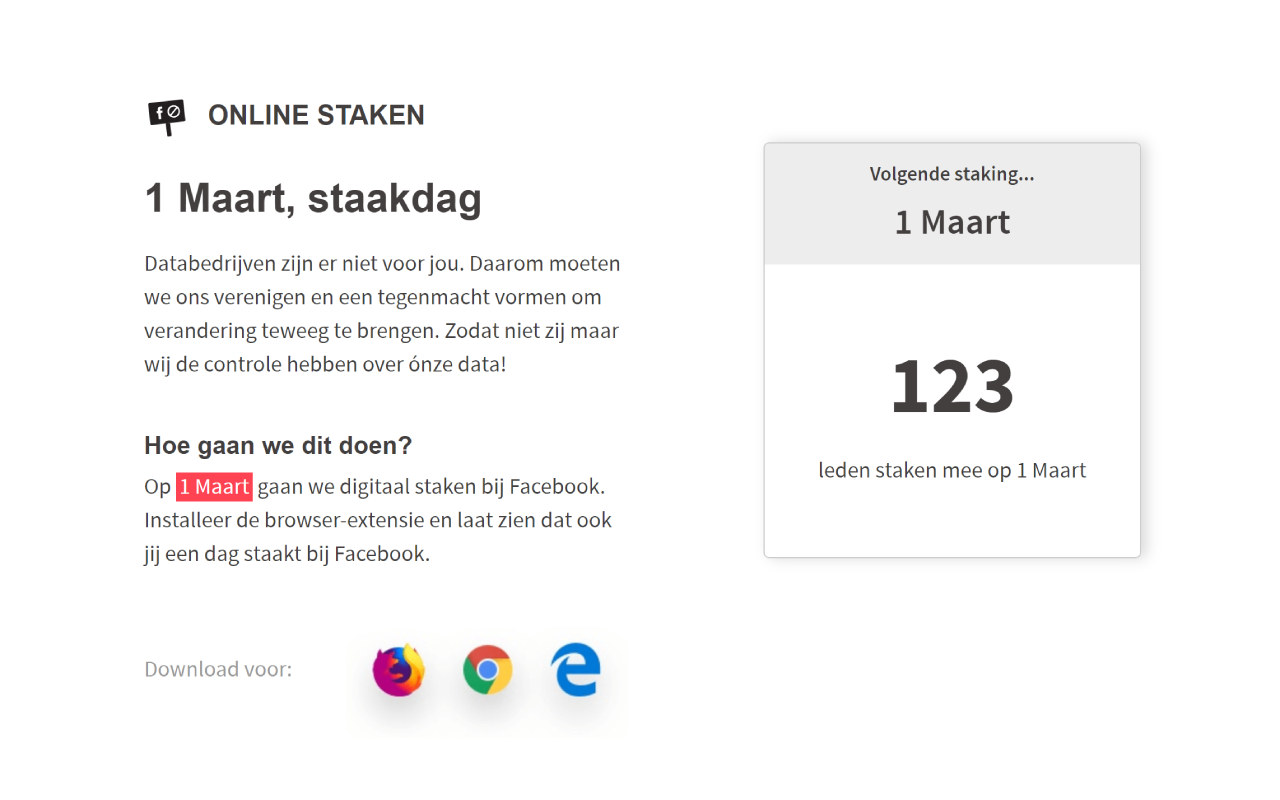 ONLINE STAKEN
1 Maart, staakdag
Databedrijven zijn er niet voor jou. Daarom moeten
we ons verenigen en een tegenmacht vormen om
verandering teweeg te brengen. Zodat niet zij maar
wij de controle hebben over ónze data!
Hoe gaan we dit doen?
Op 1 Maart gaan we digitaal staken bij Facebook.
Installeer de browser-extensie en laat zien dat ook
jij een dag staakt bij Facebook.
Download voor:
Volgende staking...
1 Maart
123
leden staken mee op 1 Maart